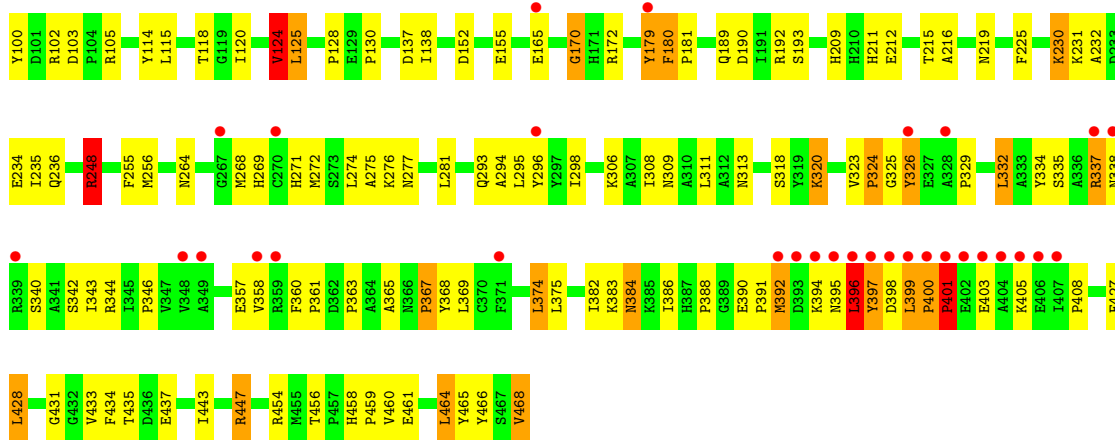 Y100 D101 R102 D103 P104 R105 Y114 L115 T118 G119 I120 V124 L125 P128 E129 P130 D137 I138 D152 E155 E165 G170 H171 R172 Y179 F180 P181 Q189 D190 I191 R192 S193 H209 H210 H211 E212 T215 A216 N219 F225 K230 K231 A232 D233
E234 I235 Q236 R248 F255 M256 N264 G267 M268 H269 C270 H271 M272 S273 L274 A275 K276 N277 L281 Q293 A294 L295 Y296 Y297 I298 K306 A307 I308 N309 A310 L311 A312 N313 S318 Y319 K320 V323 P324 G325 Y326 E327 A328 P329 L332 A333 Y334 S335 A336 R337 N338
R339 S340 A341 S342 I343 R344 I345 P346 V347 V348 A349 E357 V358 R359 F360 P361 D362 P363 A364 A365 N366 P367 Y368 L369 C370 F371 L374 L375 I382 K383 N384 K385 I386 H387 P388 G389 E390 P391 M392 D393 K394 N395 L396 Y397 D398 L399 P400 P401 E402 E403 A404 K405 E406 I407 P408
L428 G431 G432 V433 F434 T435 D436 E437 I443 R447 R454 M455 T456 P457 H458 P459 V460 E461 L464 Y465 Y466 S467 V468